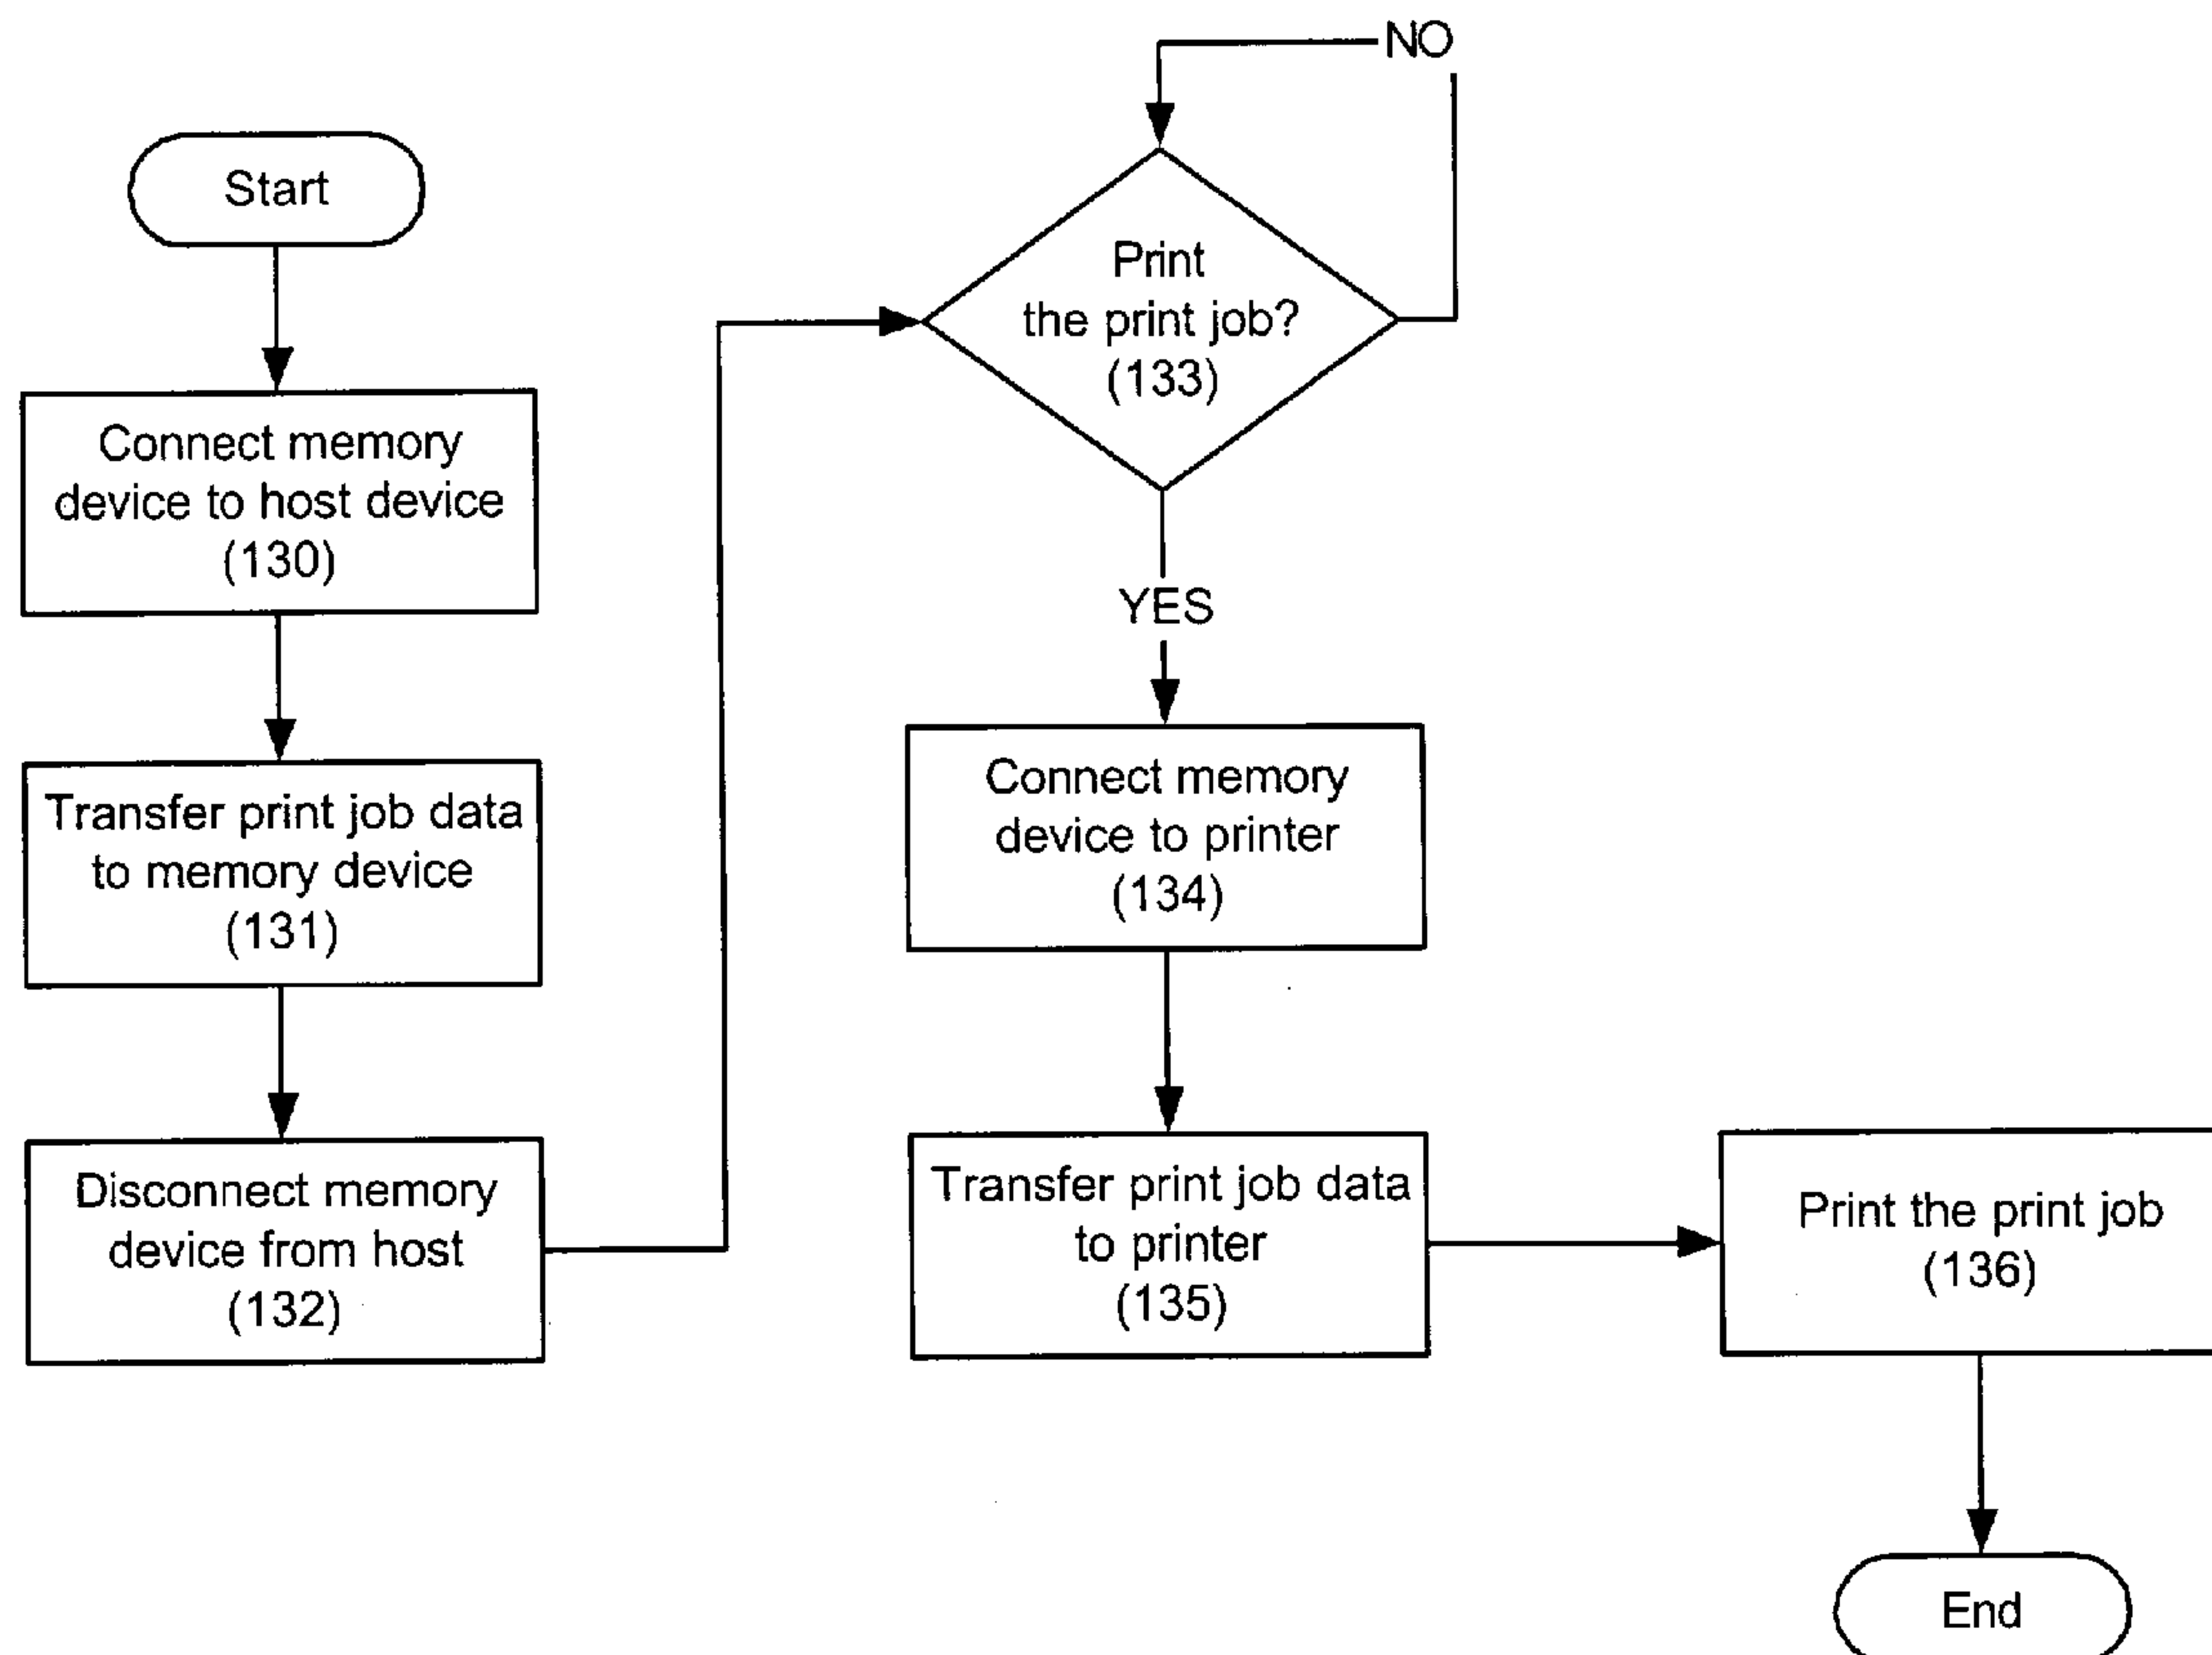 Start
Connect memory
device to host device
(130)
Transfer print job data
to memory device
(131)
Disconnect memory
device from host
(132)
NO
Print
the print job?
(133)
YES
Connect memory
device to printer
(134)
Transfer print job data
to printer
(135)
Print the print job
(136)
End